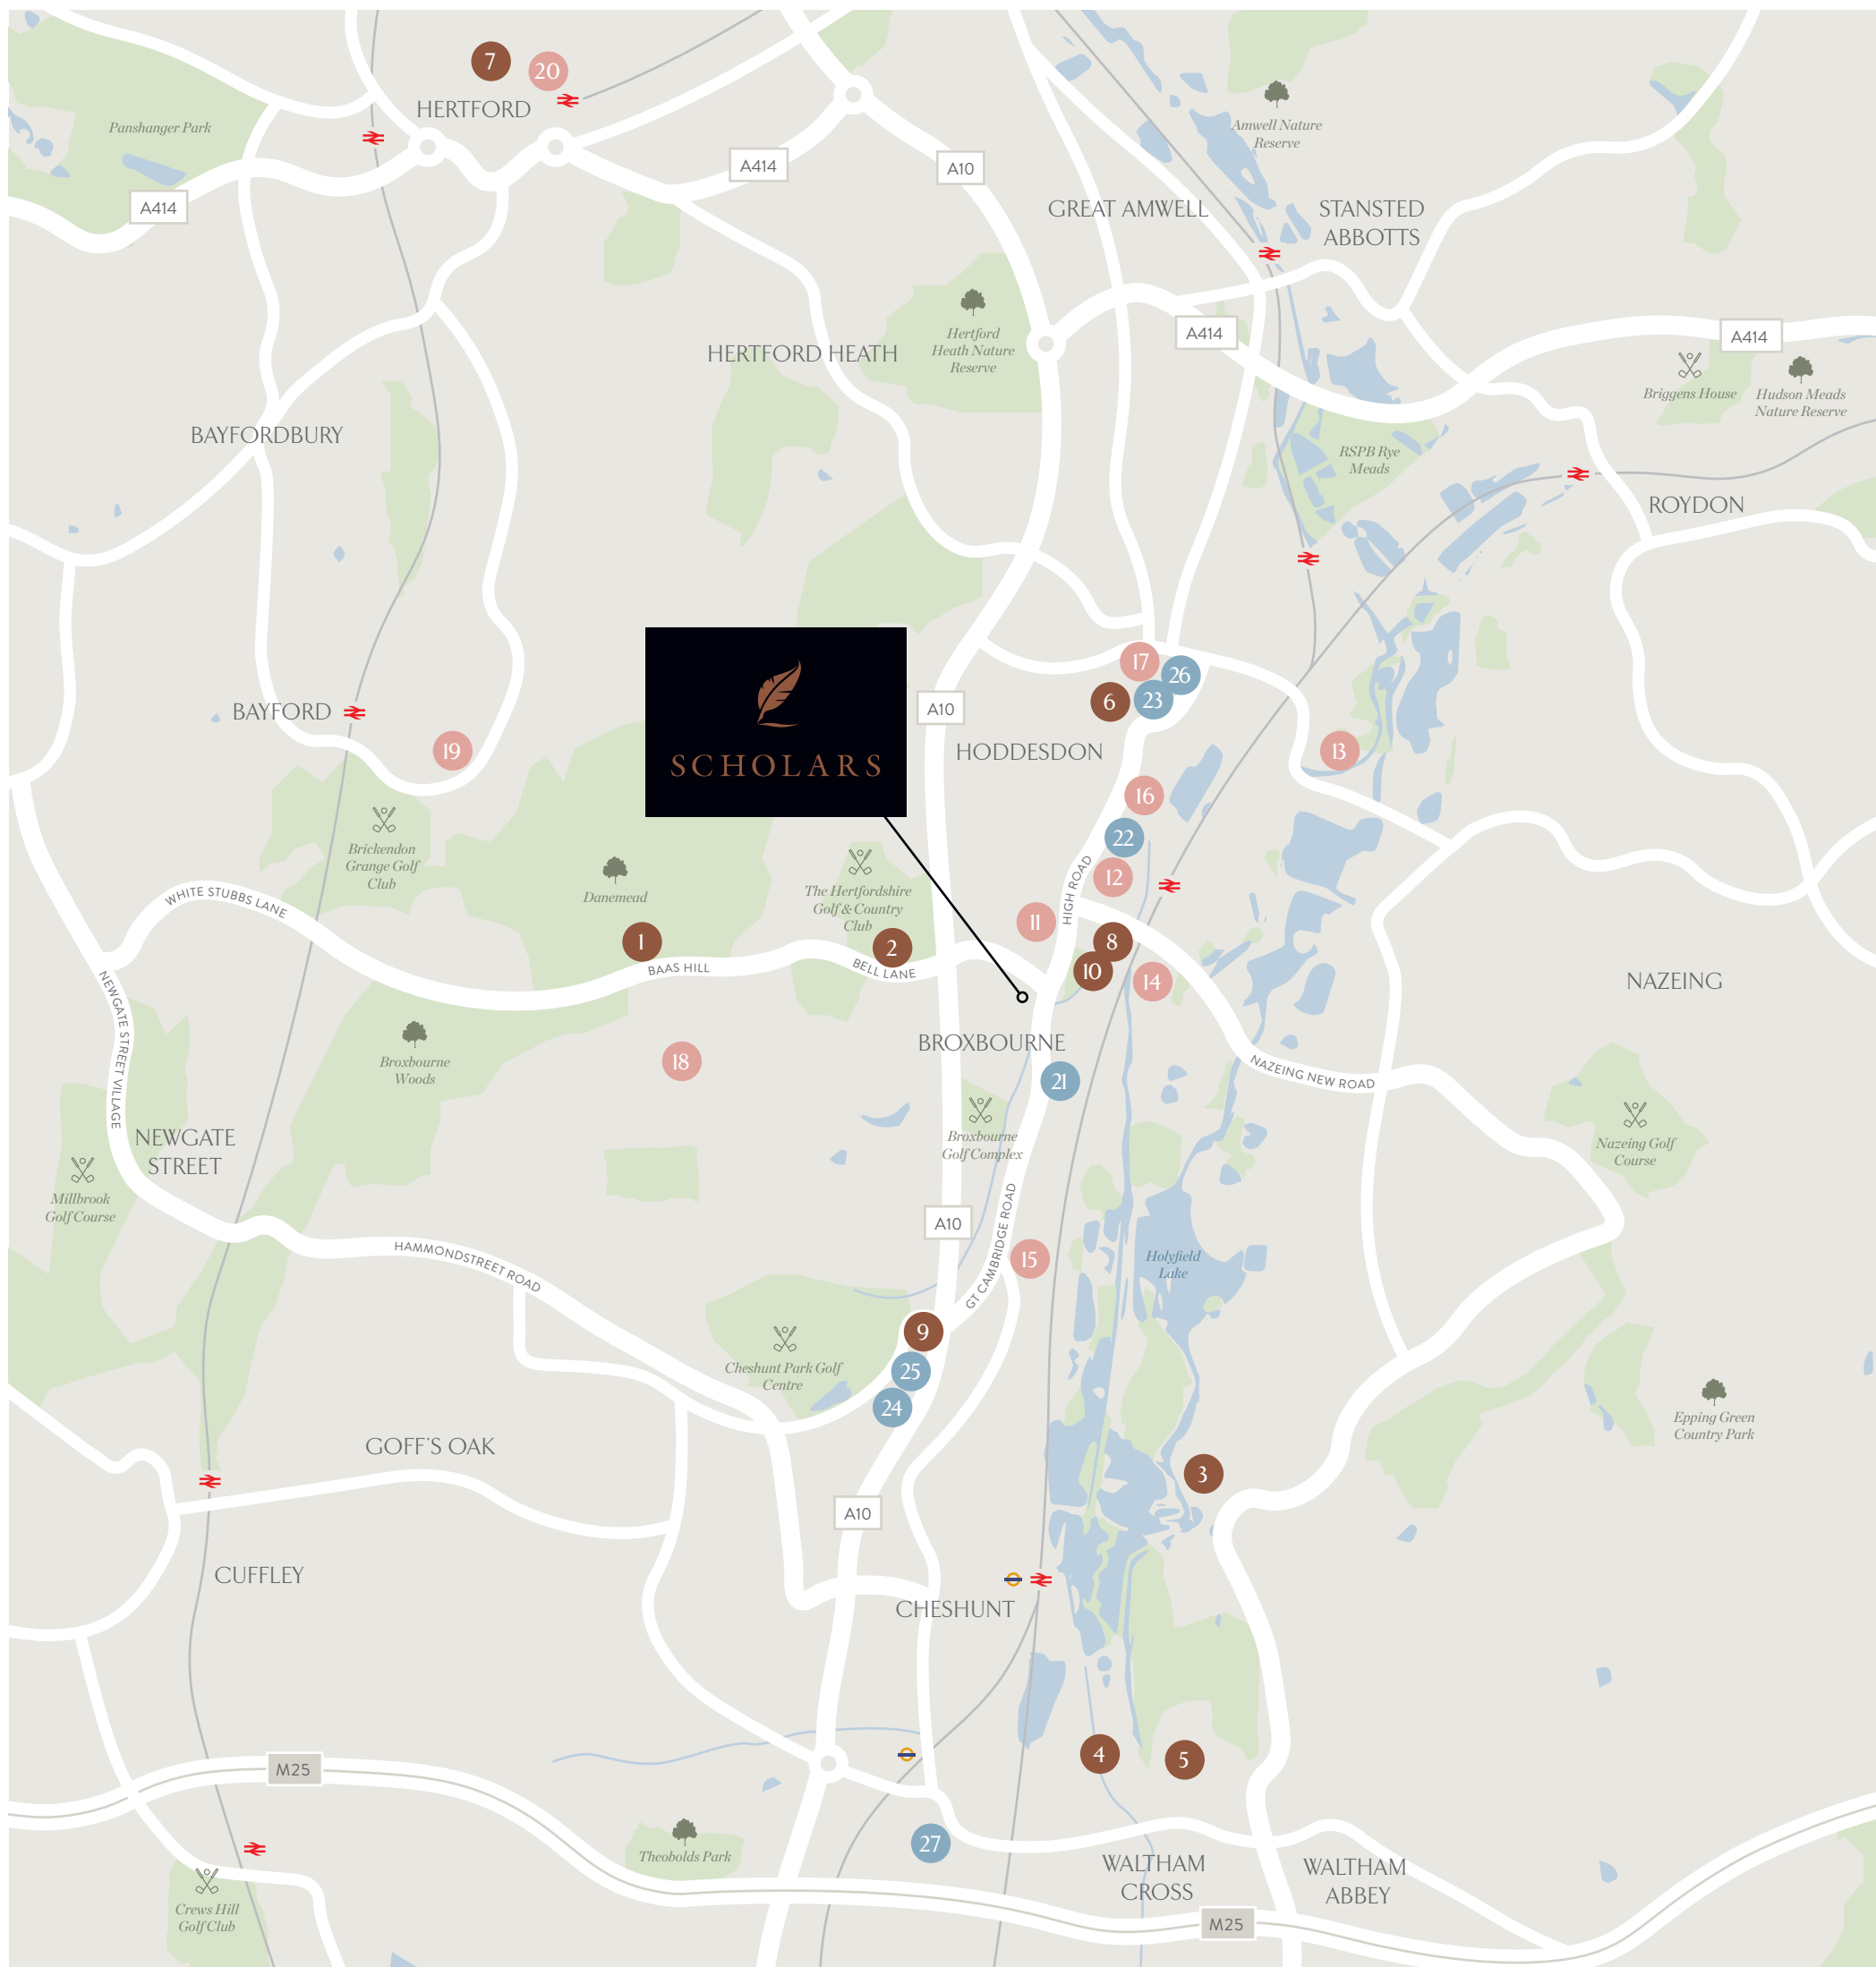 7
20
HERTFORD
Panshanger Park
A414
A414
A10
Amwell Nature
Reserve
GREAT AMWELL
STANSTED
ABBOTTS
Hertford
Heath Nature
Reserve
HERTFORD HEATH
A414
A414
Briggens House
Hudson Meads
Nature Reserve
BAYFORDBURY
RSPB Rye
Meads
ROYDON
SCHOLARS
17
26
6
23
A10
BAYFORD
19
HODDESDON
13
16
22
12
HIGH ROAD
Brickendon
Grange Golf
Club
Danemead
The Hertfordshire
Golf & Country
Club
WHITE STUBBS LANE
11
1
2
8
10
14
BAAS HILL
BELL LANE
NAZEING
NEWGATE STREET VILLAGE
BROXBOURNE
Broxbourne
Woods
18
21
NAZEING NEW ROAD
NEWGATE
STREET
Broxbourne
Golf Complex
Nazeing Golf
Course
Millbrook
Golf Course
A10
GT CAMBRIDGE ROAD
HAMMONDSTREET ROAD
15
Holyfield
Lake
9
25
24
Cheshunt Park Golf
Centre
Epping Green
Country Park
GOFF'S OAK
3
A10
CUFFLEY
CHESHUNT
4
5
M25
27
Theobolds Park
WALTHAM
CROSS
WALTHAM
ABBEY
Crews Hill
Golf Club
M25